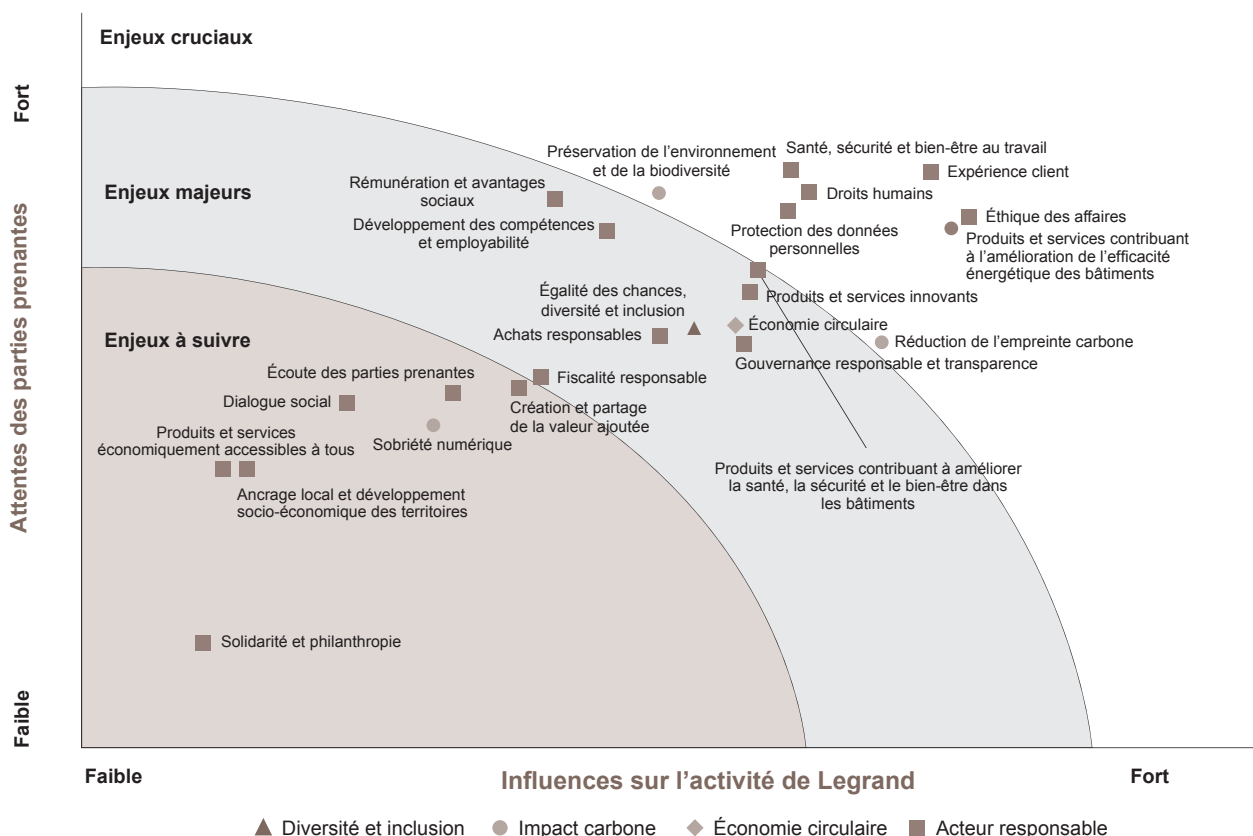 Enjeux cruciaux
Fort
Santé, sécurité et bien-être au travail
Préservation de l'environnement
et de la biodiversité
Expérience client
Rémunération et avantages
sociaux
Enjeux majeurs
Droits humains
Éthique des affaires
Développement des compétences
et employabilité
Protection des données
personnelles
Produits et services contribuant
à l'amélioration de l'efficacité
énergétique des bâtiments
Égalité des chances,
diversité et inclusion
Produits et services innovants
Économie circulaire
Achats responsables
Enjeux à suivre
Réduction de l'empreinte carbone
Gouvernance responsable et transparence
Écoute des parties prenantes
Fiscalité responsable
Dialogue social
Création et partage
de la valeur ajoutée
Produits et services
économiquement accessibles à tous
Sobriété numérique
Produits et services contribuant à améliorer
la santé, la sécurité et le bien-être dans
les bâtiments
Ancrage local et développement
socio-économique des territoires
Attentes des parties prenantes
Solidarité et philanthropie
Faible
Faible
Influences sur l'activité de Legrand
Fort
Diversité et inclusion
Impact carbone
Économie circulaire
Acteur responsable